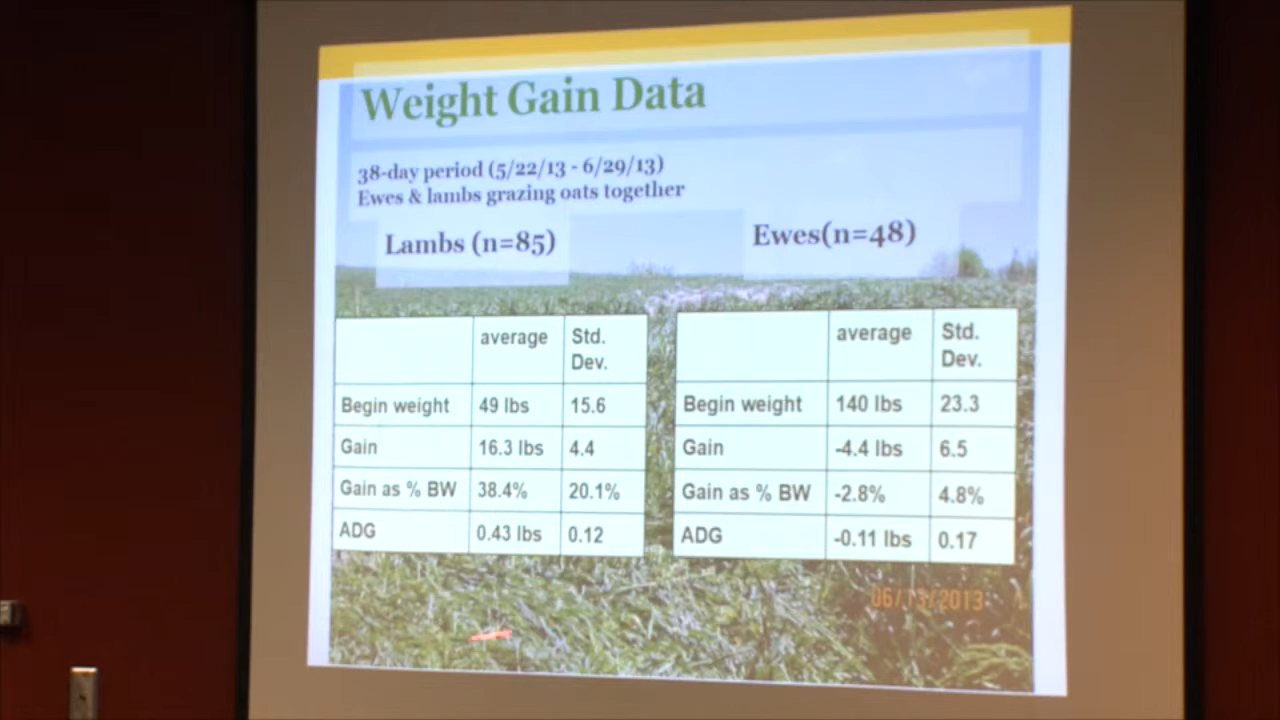 Weight Gain Data
38-day period (5/22/13 - 6/29/13)
Ewes & lambs grazing oats together
Lambs (n=85)
average Std. Dev.
Begin weight 49 lbs 15.6
Gain 16.3 lbs 4.4
Gain as % BW 38.4% 20.1%
ADG 0.43 lbs 0.12
Ewes(n=48)
average Std. Dev.
Begin weight 140 lbs 23.3
Gain -4.4 lbs 6.5
Gain as % BW -2.8% 4.8%
ADG -0.11 lbs 0.17
06/13/2013